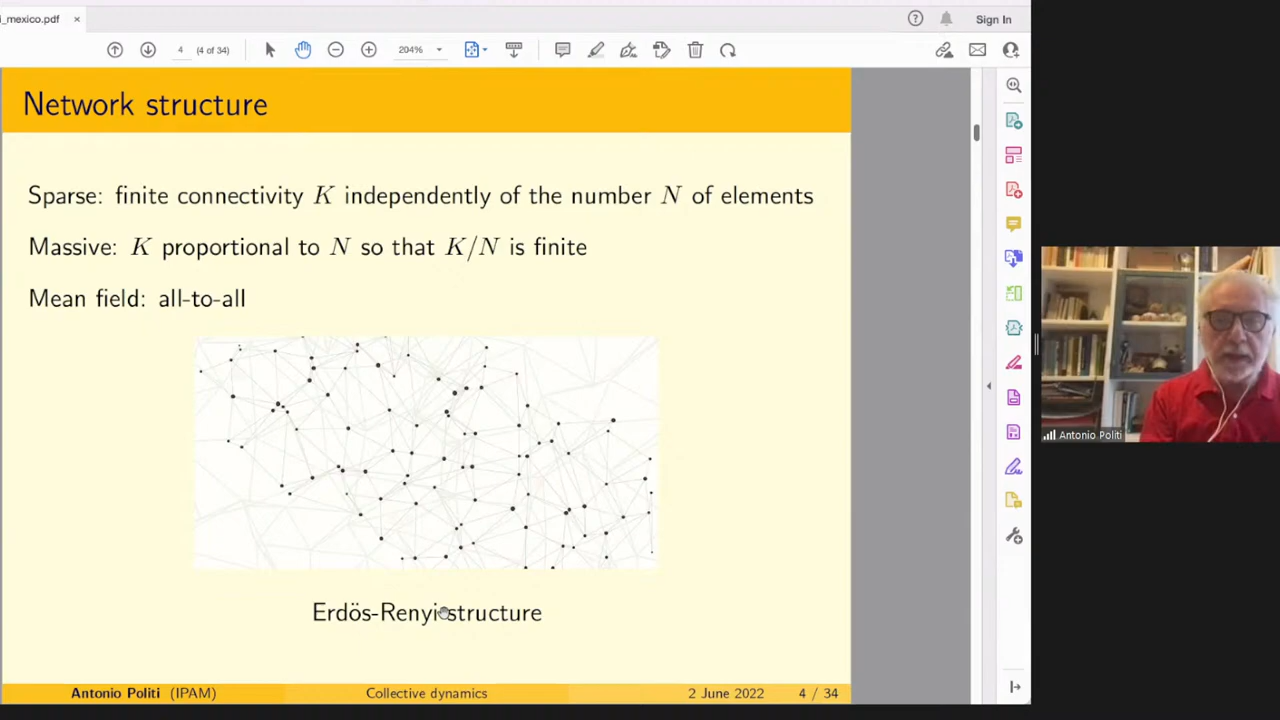 i_mexico.pdf ×
Sign In
4 (4 of 34) 204%
Network structure
Sparse: finite connectivity K independently of the number N of elements
Massive: K proportional to N so that K/N is finite
Mean field: all-to-all
Erdös-Renyi structure
Antonio Politi (IPAM) Collective dynamics 2 June 2022 4 / 34
Antonio Politi